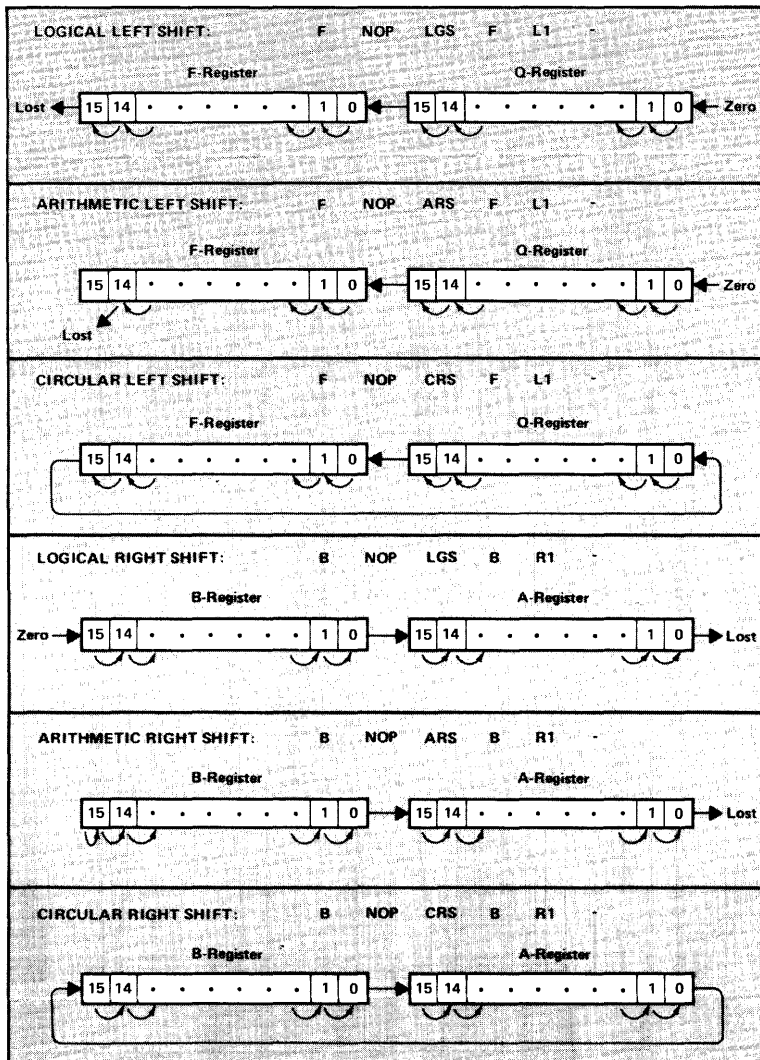 LOGICAL LEFT SHIFT: F NOP LGS F L1 -
F-Register Q-Register
Lost 15 14 · · · · · · 1 0 15 14 · · · · · · 1 0 Zero
ARITHMETIC LEFT SHIFT: F NOP ARS F L1 -
F-Register Q-Register
15 14 · · · · · · 1 0 15 14 · · · · · · 1 0 Zero
Lost
CIRCULAR LEFT SHIFT: F NOP CRS F L1 -
F-Register Q-Register
15 14 · · · · · · 1 0 15 14 · · · · · · 1 0
LOGICAL RIGHT SHIFT: B NOP LGS B R1 -
B-Register A-Register
Zero 15 14 · · · · · · 1 0 15 14 · · · · · · 1 0 Lost
ARITHMETIC RIGHT SHIFT: B NOP ARS B R1 -
B-Register A-Register
15 14 · · · · · · 1 0 15 14 · · · · · · 1 0 Lost
CIRCULAR RIGHT SHIFT: B NOP CRS B R1 -
B-Register A-Register
15 14 · · · · · · 1 0 15 14 · · · · · · 1 0